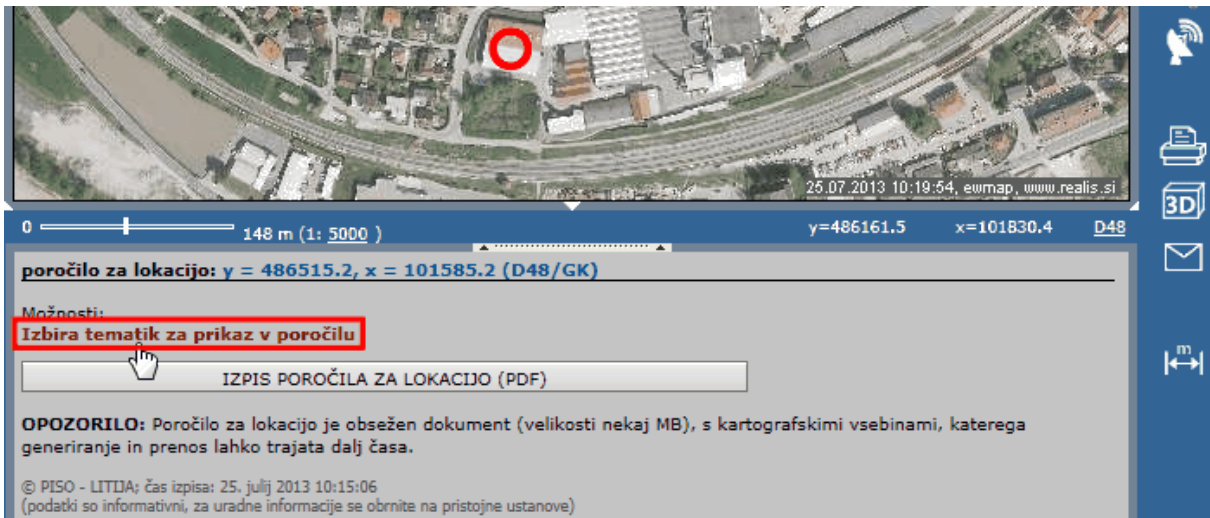 25.07.2013 10:19:54, ewmap, www.realis.si
3D
0 148 m (1: 5000 ) y=486161.5 x=101830.4 D48
poročilo za lokacijo: y = 486515.2, x = 101585.2 (D48/GK)
Možnosti:
Izbira tematik za prikaz v poročilu
m
IZPIS POROČILA ZA LOKACIJO (PDF)
OPOZORILO: Poročilo za lokacijo je obsežen dokument (velikosti nekaj MB), s kartografskimi vsebinami, katerega
generiranje in prenos lahko trajata dalj časa.
© PISO - LITIJA; čas izpisa: 25. julij 2013 10:15:06
(podatki so informativni, za uradne informacije se obrnite na pristojne ustanove)